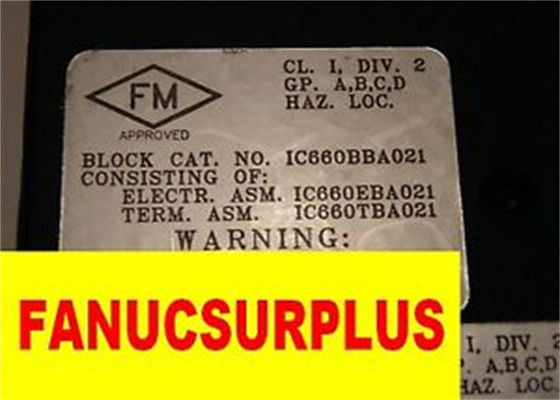 FM
APPROVED
CL. I, DIV. 2
GP. A,B,C,D
HAZ. LOC.
BLOCK CAT. NO. IC660BBA021
CONSISTING OF:
ELECTR. ASM. IC660EBA021
TERM. ASM. IC660TBA021
WARNING:
FANUCSURPLUS
I, DIV. 2
. A,B,C,D
HAZ. LOC.